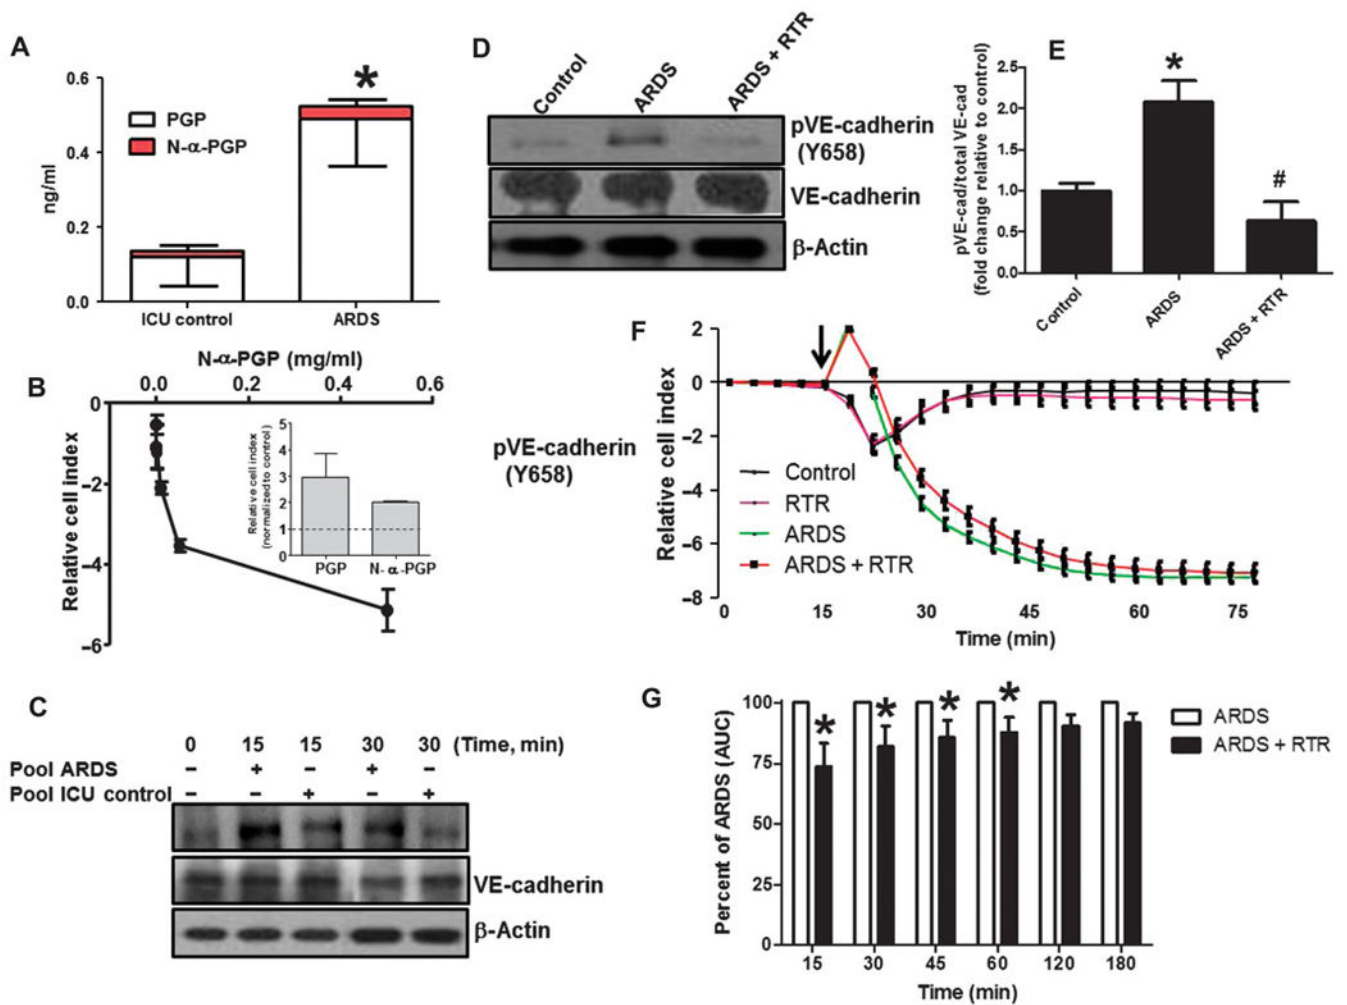 A
0.6
0.4
0.2
0.0
ng/ml
PGP
N-α-PGP
*
ICU control
ARDS
D
Control
ARDS
ARDS + RTR
pVE-cadherin
(Y658)
VE-cadherin
β-Actin
E
pVE-cad/total VE-cad
(fold change relative to control)
2.5
2.0
1.5
1.0
0.5
0.0
*
#
Control
ARDS
ARDS + RTR
B
N-α-PGP (mg/ml)
0.0
0.2
0.4
0.6
0
–2
–4
–6
Relative cell index
Relative cell index
(normalized to control)
5
4
3
2
1
0
PGP
N-α-PGP
pVE-cadherin
(Y658)
F
Relative cell index
2
0
–2
–4
–6
–8
Control
RTR
ARDS
ARDS + RTR
0
15
30
45
60
75
Time (min)
C
0 15 15 30 30 (Time, min)
Pool ARDS – + – + –
Pool ICU control – – + – +
VE-cadherin
β-Actin
G
Percent of ARDS (AUC)
100
75
50
25
0
* * * *
ARDS
ARDS + RTR
15
30
45
60
120
180
Time (min)